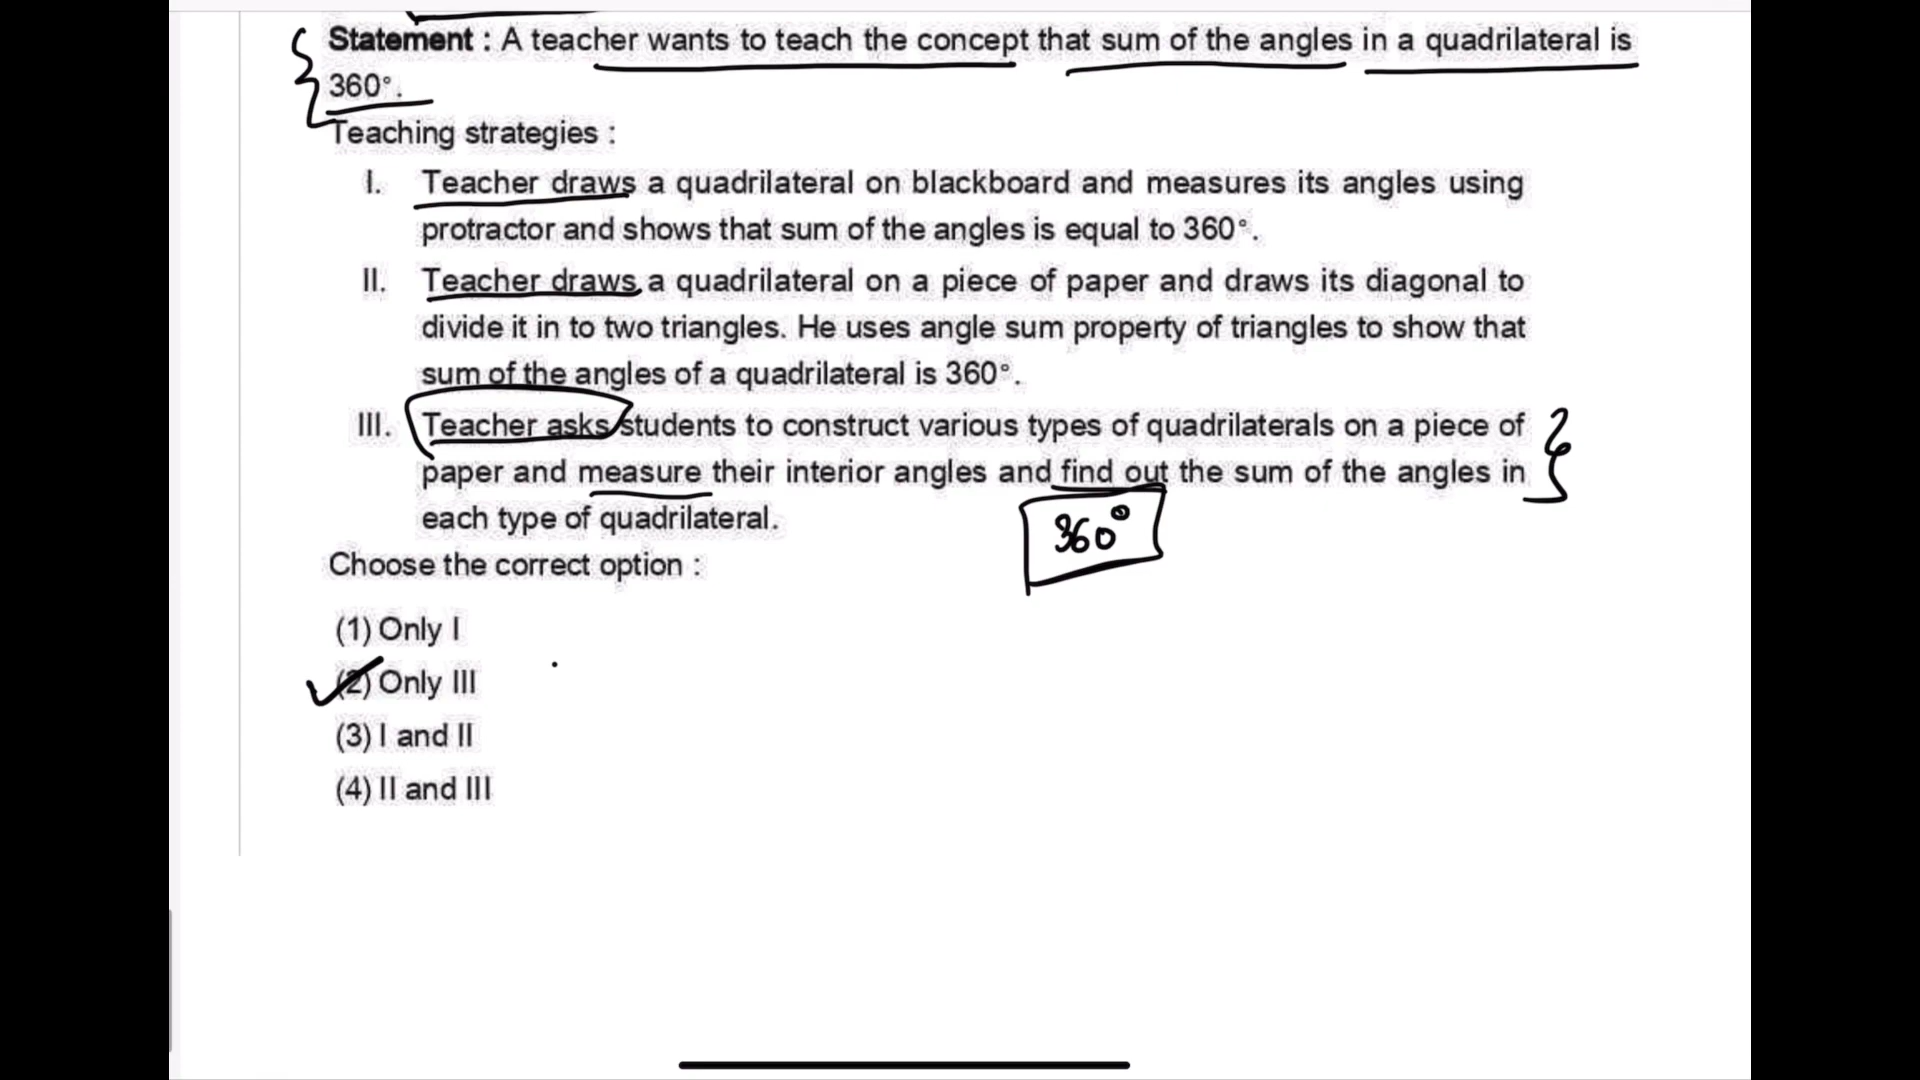 Statement : A teacher wants to teach the concept that sum of the angles in a quadrilateral is
360°.
Teaching strategies :
I. Teacher draws a quadrilateral on blackboard and measures its angles using
protractor and shows that sum of the angles is equal to 360°.
II. Teacher draws a quadrilateral on a piece of paper and draws its diagonal to
divide it in to two triangles. He uses angle sum property of triangles to show that
sum of the angles of a quadrilateral is 360°.
III. Teacher asks students to construct various types of quadrilaterals on a piece of
paper and measure their interior angles and find out the sum of the angles in
each type of quadrilateral.
360°
Choose the correct option :
(1) Only I
(2) Only III
(3) I and II
(4) II and III